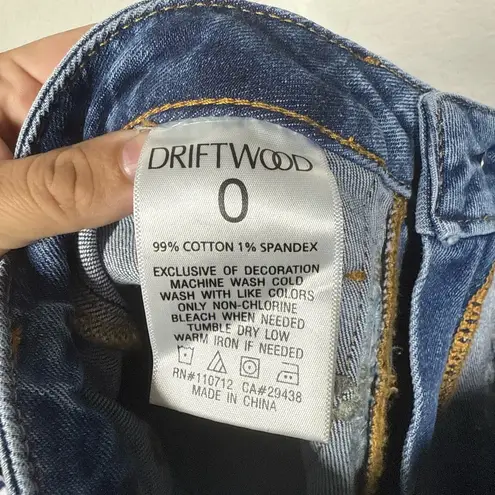 DRIFTWOOD
0
99% COTTON 1% SPANDEX
EXCLUSIVE OF DECORATION
MACHINE WASH COLD
WASH WITH LIKE COLORS
ONLY NON-CHLORINE
BLEACH WHEN NEEDED
TUMBLE DRY LOW
WARM IRON IF NEEDED
RN#110712 CA#29438
MADE IN CHINA